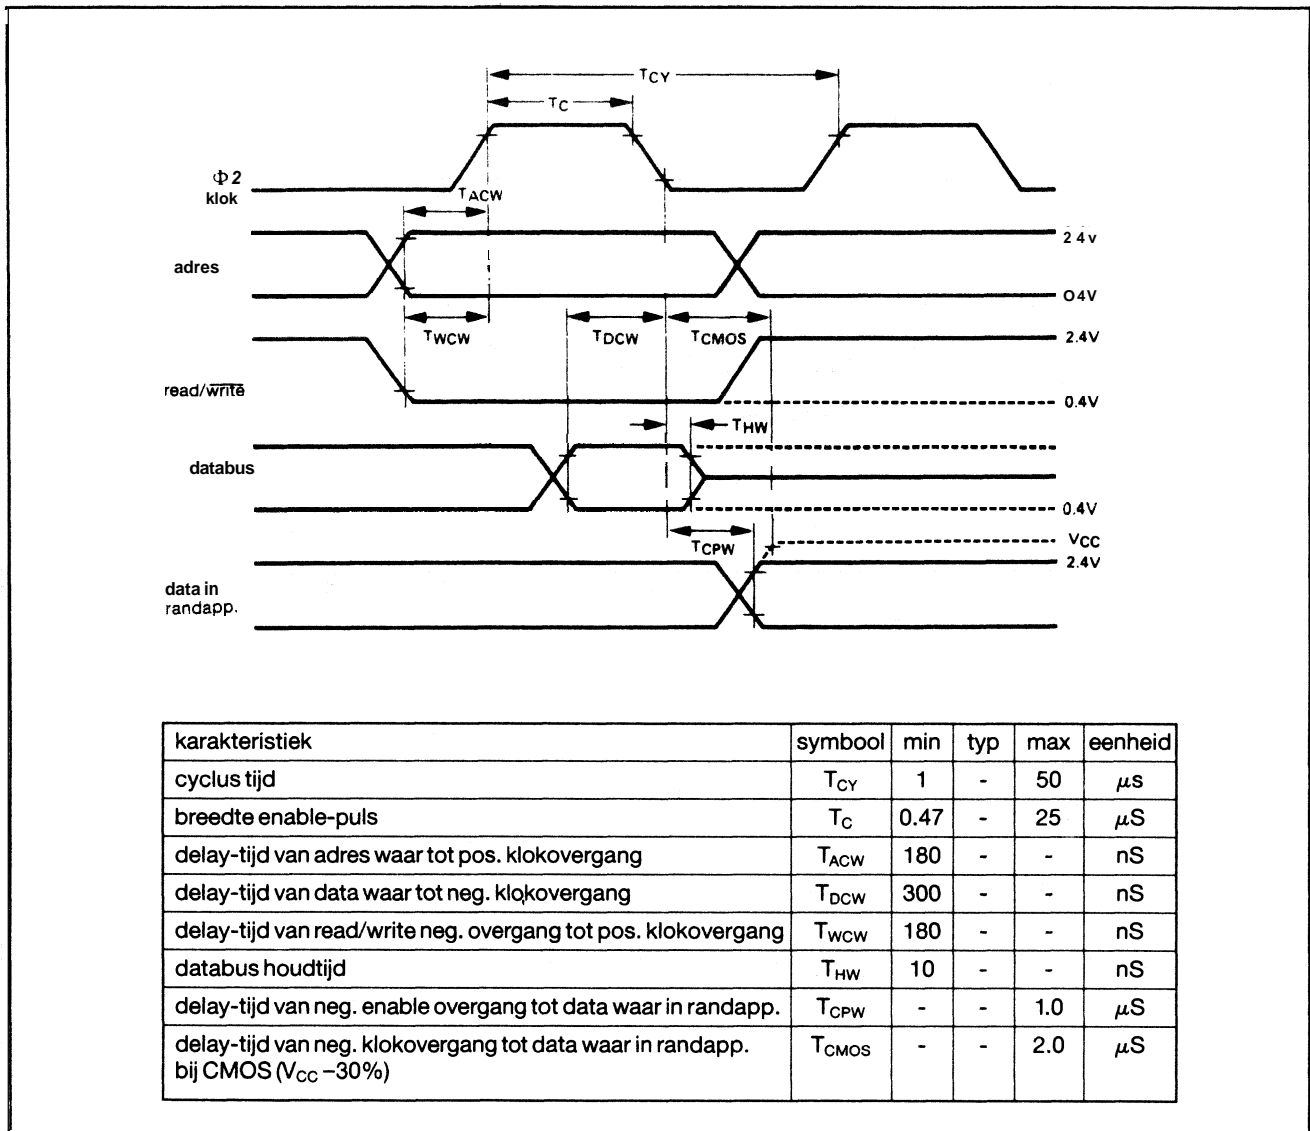 TCY
TC
Φ2
klok
TACW
2 4 v
adres
O4V
TWCW
TDCW
TCMOS
2.4V
read/write
0.4V
THW
databus
0.4V
TCPW
VCC
2.4V
data in
randapp.
karakteristiek symbool min typ max eenheid
cyclus tijd TCY 1 - 50 μs
breedte enable-puls TC 0.47 - 25 μS
delay-tijd van adres waar tot pos. klokovergang TACW 180 - - nS
delay-tijd van data waar tot neg. klokovergang TDCW 300 - - nS
delay-tijd van read/write neg. overgang tot pos. klokovergang TWCW 180 - - nS
databus houdtijd THW 10 - - nS
delay-tijd van neg. enable overgang tot data waar in randapp. TCPW - - 1.0 μS
delay-tijd van neg. klokovergang tot data waar in randapp. TCMOS - - 2.0 μS
bij CMOS (VCC –30%)